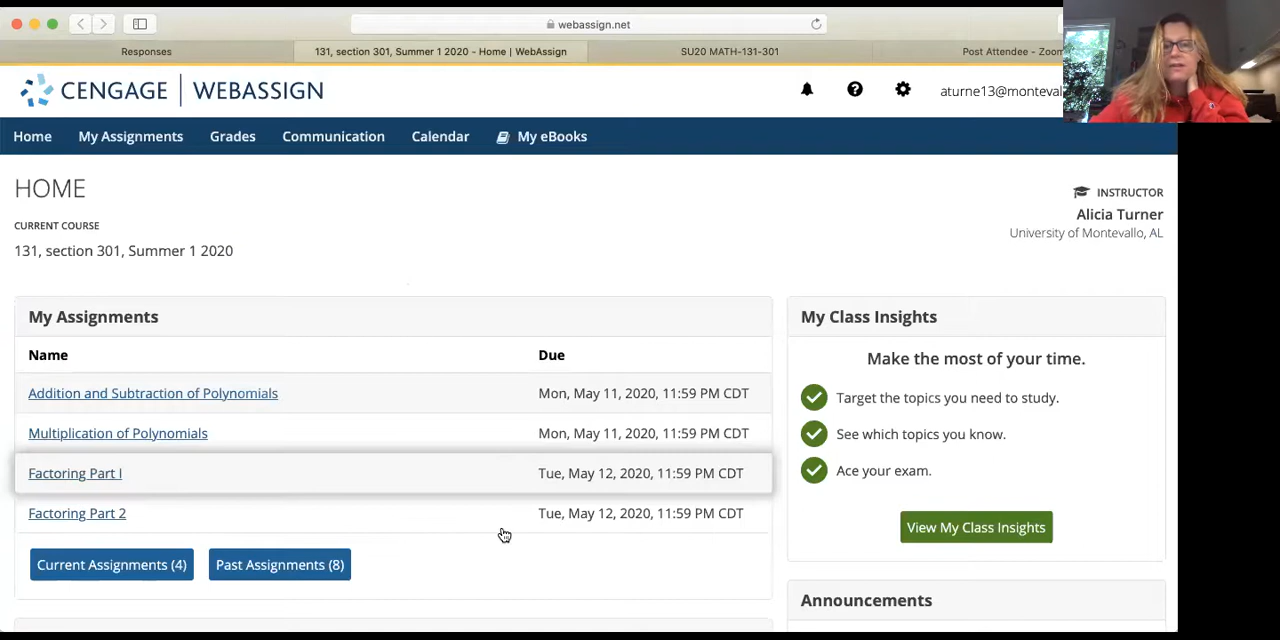 webassign.net
Responses
131, section 301, Summer 1 2020 - Home | WebAssign
SU20 MATH-131-301
Post Attendee - Zoom
CENGAGE | WEBASSIGN
aturne13@monteval
Home My Assignments Grades Communication Calendar My eBooks
HOME
INSTRUCTOR
Alicia Turner
University of Montevallo, AL
CURRENT COURSE
131, section 301, Summer 1 2020
My Assignments
Name Due
Addition and Subtraction of Polynomials Mon, May 11, 2020, 11:59 PM CDT
Multiplication of Polynomials Mon, May 11, 2020, 11:59 PM CDT
Factoring Part I Tue, May 12, 2020, 11:59 PM CDT
Factoring Part 2 Tue, May 12, 2020, 11:59 PM CDT
Current Assignments (4) Past Assignments (8)
My Class Insights
Make the most of your time.
Target the topics you need to study.
See which topics you know.
Ace your exam.
View My Class Insights
Announcements